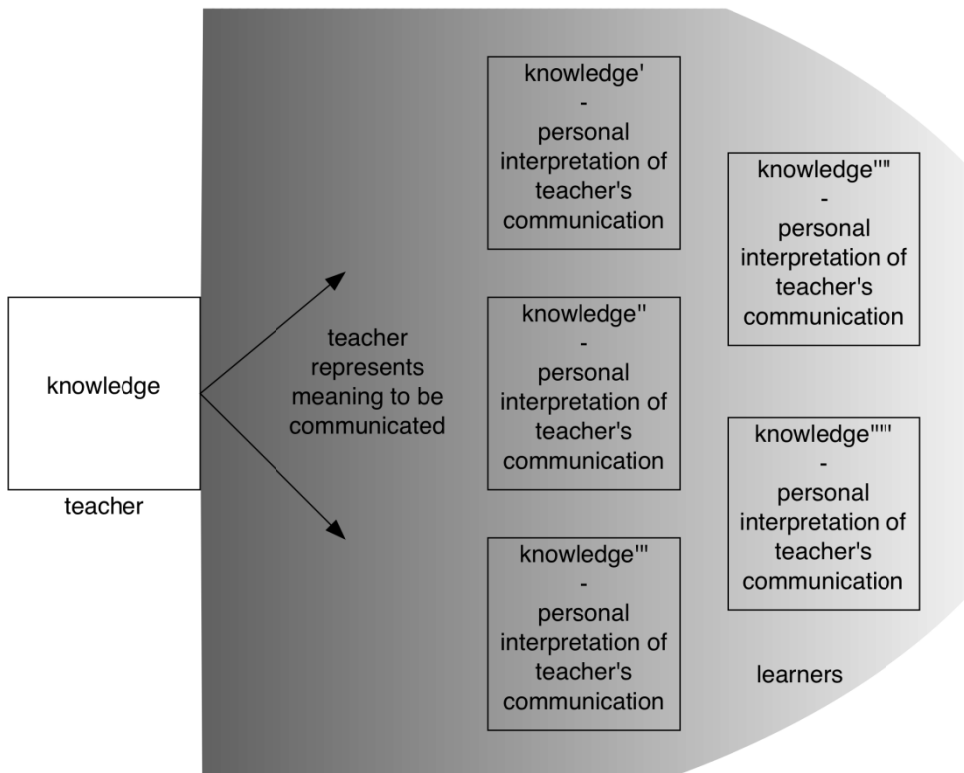 knowledge
teacher
teacher
represents
meaning to be
communicated
knowledge'
-
personal
interpretation of
teacher's
communication
knowledge''
-
personal
interpretation of
teacher's
communication
knowledge'''
-
personal
interpretation of
teacher's
communication
knowledge''''
-
personal
interpretation of
teacher's
communication
knowledge'''''
-
personal
interpretation of
teacher's
communication
learners